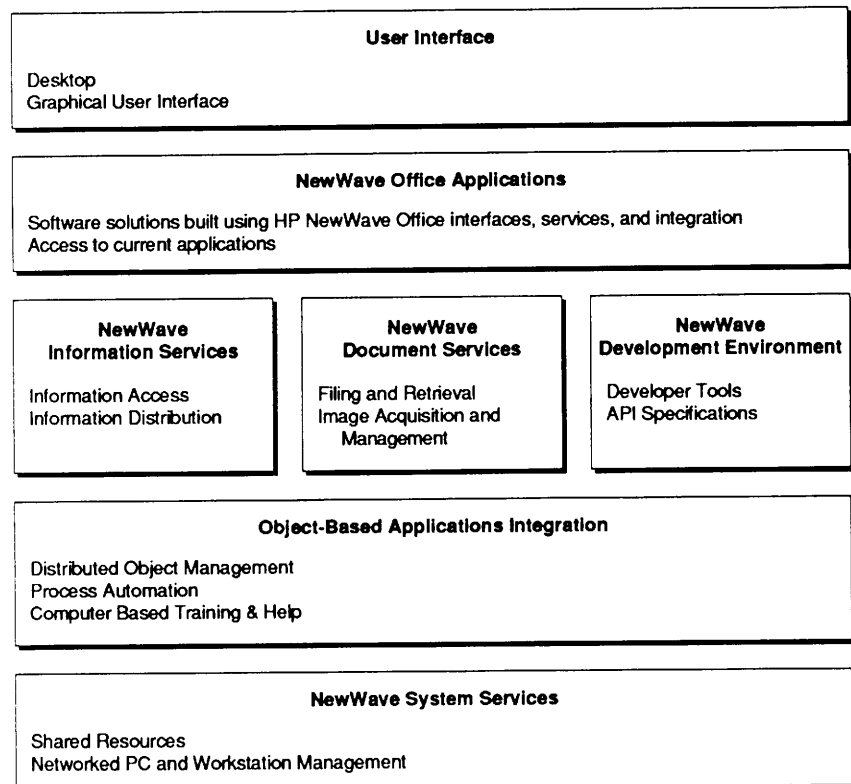 User Interface
Desktop
Graphical User Interface
NewWave Office Applications
Software solutions built using HP NewWave Office interfaces, services, and integration
Access to current applications
NewWave
Information Services
Information Access
Information Distribution
NewWave
Document Services
Filing and Retrieval
Image Acquisition and
Management
NewWave
Development Environment
Developer Tools
API Specifications
Object-Based Applications Integration
Distributed Object Management
Process Automation
Computer Based Training & Help
NewWave System Services
Shared Resources
Networked PC and Workstation Management